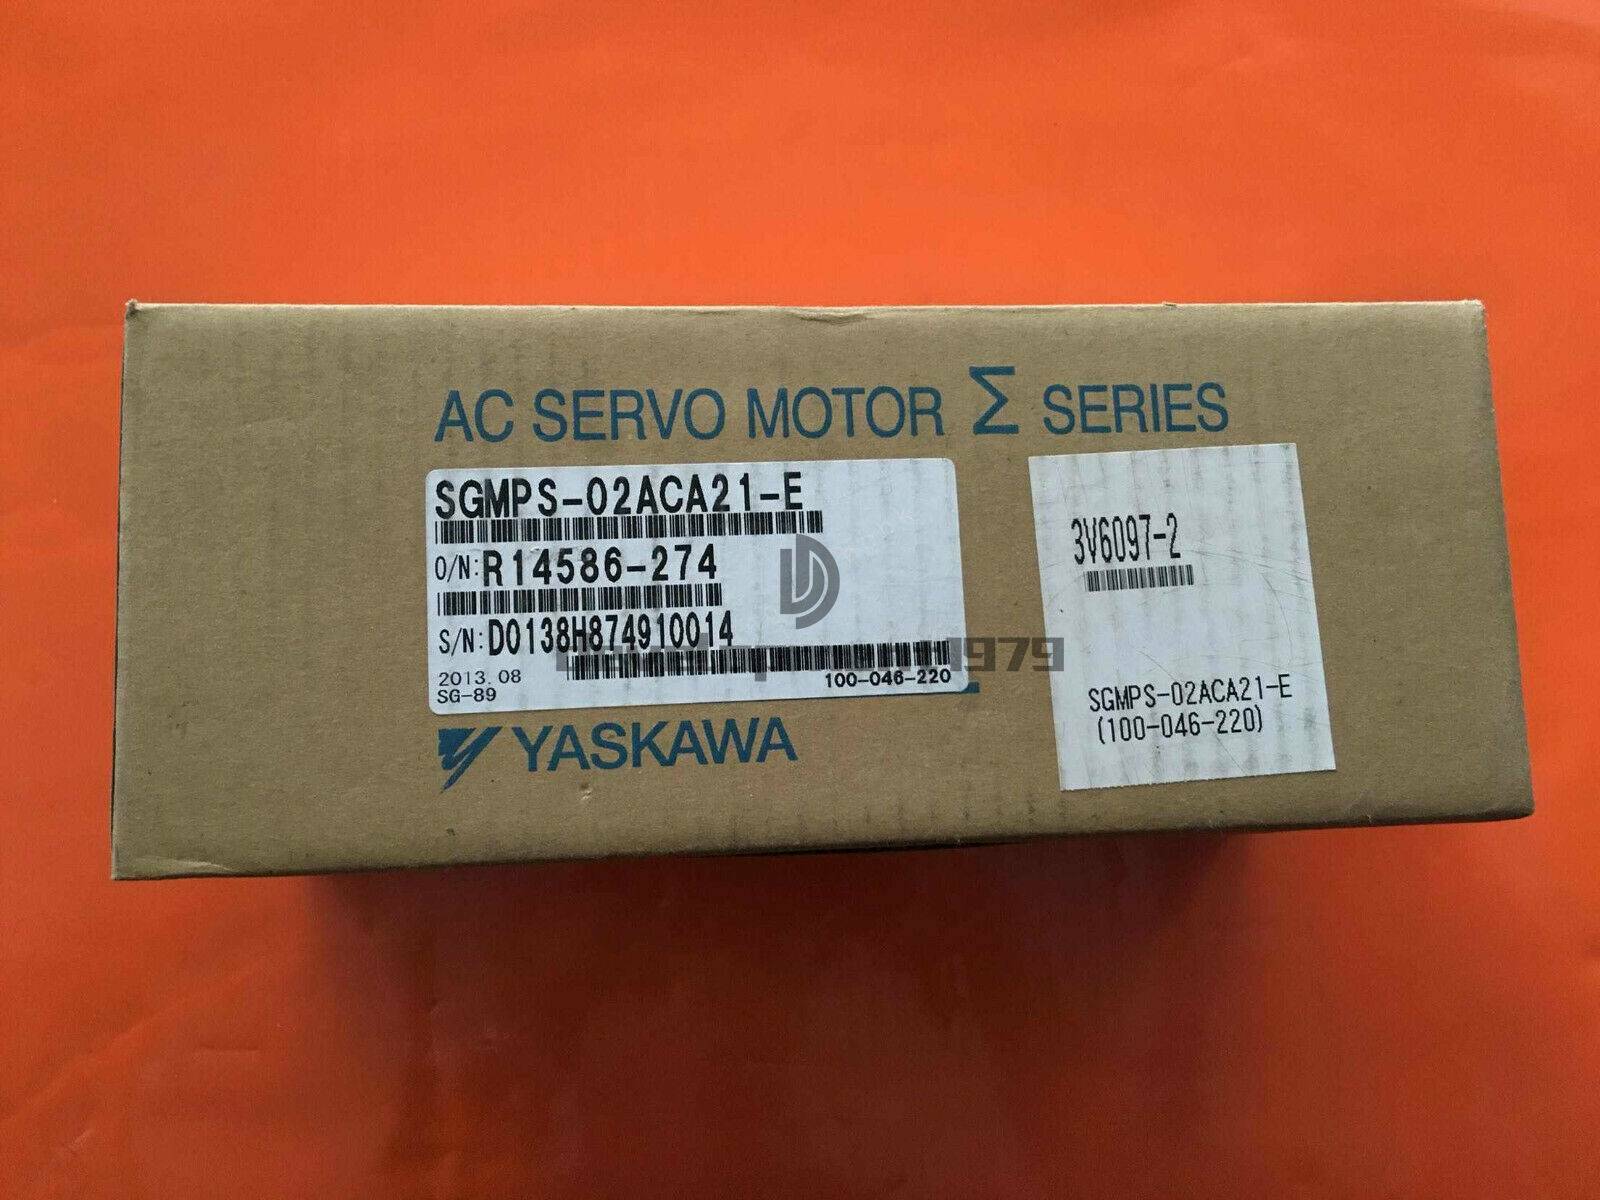 AC SERVO MOTOR Σ SERIES
SGMPS-02ACA21-E
O/N: R14586-274
S/N: D0138H874910014
2013.08
SG-89
100-046-220
YASKAWA
3V6097-2
SGMPS-02ACA21-E
(100-046-220)
1979